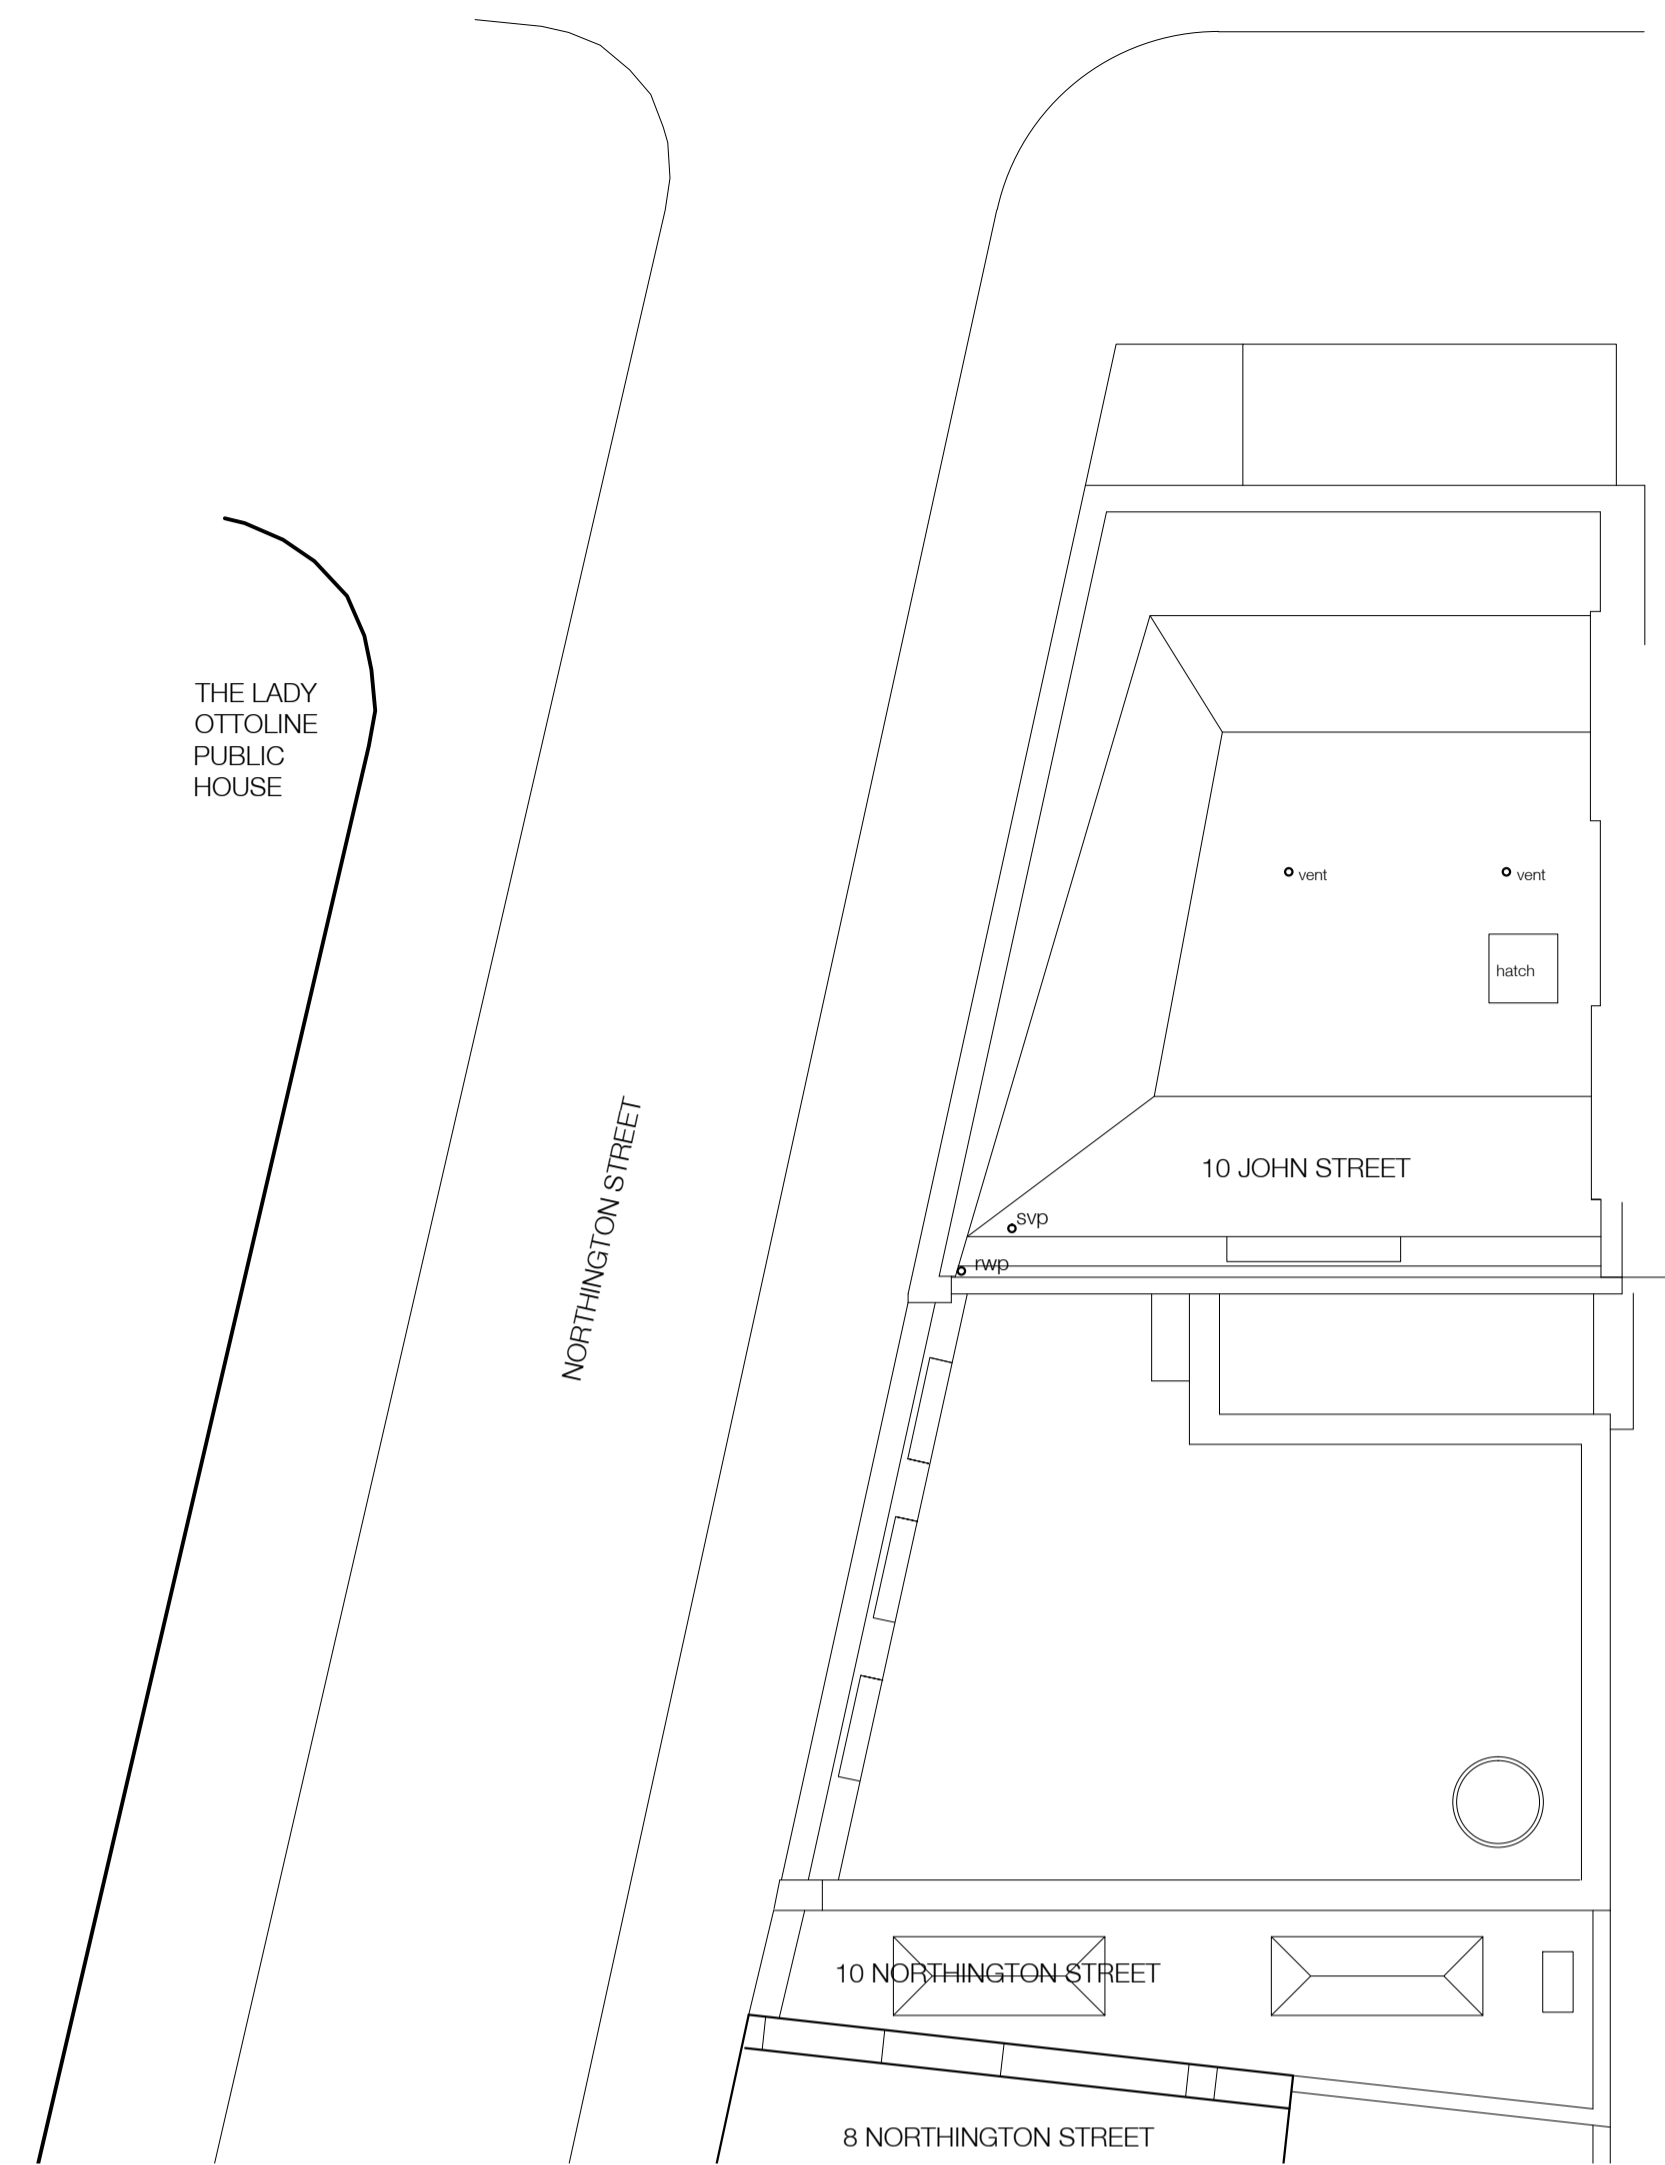 THE LADY
OTTOLINE
PUBLIC
HOUSE
vent
vent
hatch
NORTHINGTON STREET
10 JOHN STREET
svp
rwp
10 NORTHINGTON STREET
8 NORTHINGTON STREET